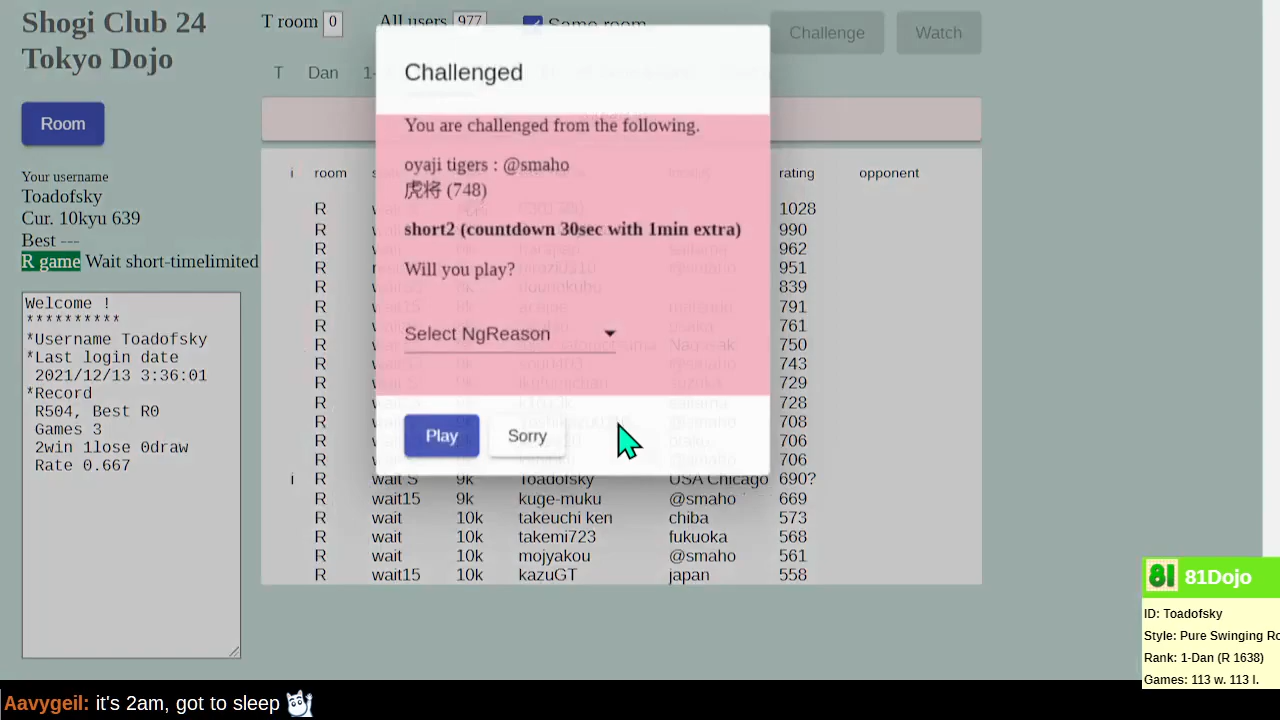 Shogi Club 24
Tokyo Dojo
T room 0 All users 977 Same room
Challenge Watch
T Dan
Room
Your username
Toadofsky
Cur. 10kyu 639
Best ---
R game Wait short-timelimited
Welcome !
**********
*Username Toadofsky
*Last login date
2021/12/13 3:36:01
*Record
R504, Best R0
Games 3
2win 1lose 0draw
Rate 0.667
Challenged
You are challenged from the following.
oyaji tigers : @smaho
虎将 (748)
short2 (countdown 30sec with 1min extra)
Will you play?
Select NgReason
Play Sorry
i room rating opponent
R 1028
R 990
R 962
R 951
R 839
R 791
R 761
R 750
R 743
R 729
R 728
R 708
R 706
R 706
i R wait S 9k Toadofsky USA Chicago 690?
R wait15 9k kuge-muku @smaho 669
R wait 10k takeuchi ken chiba 573
R wait 10k takemi723 fukuoka 568
R wait 10k mojyakou @smaho 561
R wait15 10k kazuGT japan 558
81 81Dojo
ID: Toadofsky
Style: Pure Swinging Ro
Rank: 1-Dan (R 1638)
Games: 113 w. 113 l.
Aavygeil: it's 2am, got to sleep